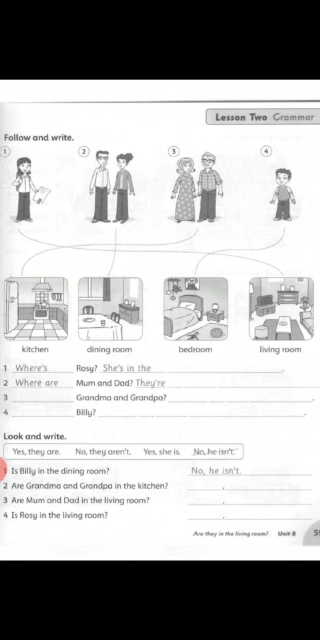 Lesson Two Grammar
Follow and write.
1 2 3 4
kitchen dining room bedroom living room
1 Where's Rosy? She's in the .
2 Where are Mum and Dad? They're
3 Grandma and Grandpa? .
4 Billy? .
Look and write.
Yes, they are. No, they aren't. Yes, she is. No, he isn't.
1 Is Billy in the dining room? No, he isn't.
2 Are Grandma and Grandpa in the kitchen? ,
3 Are Mum and Dad in the living room? ,
4 Is Rosy in the living room? ,
Are they in the living room? Unit 8